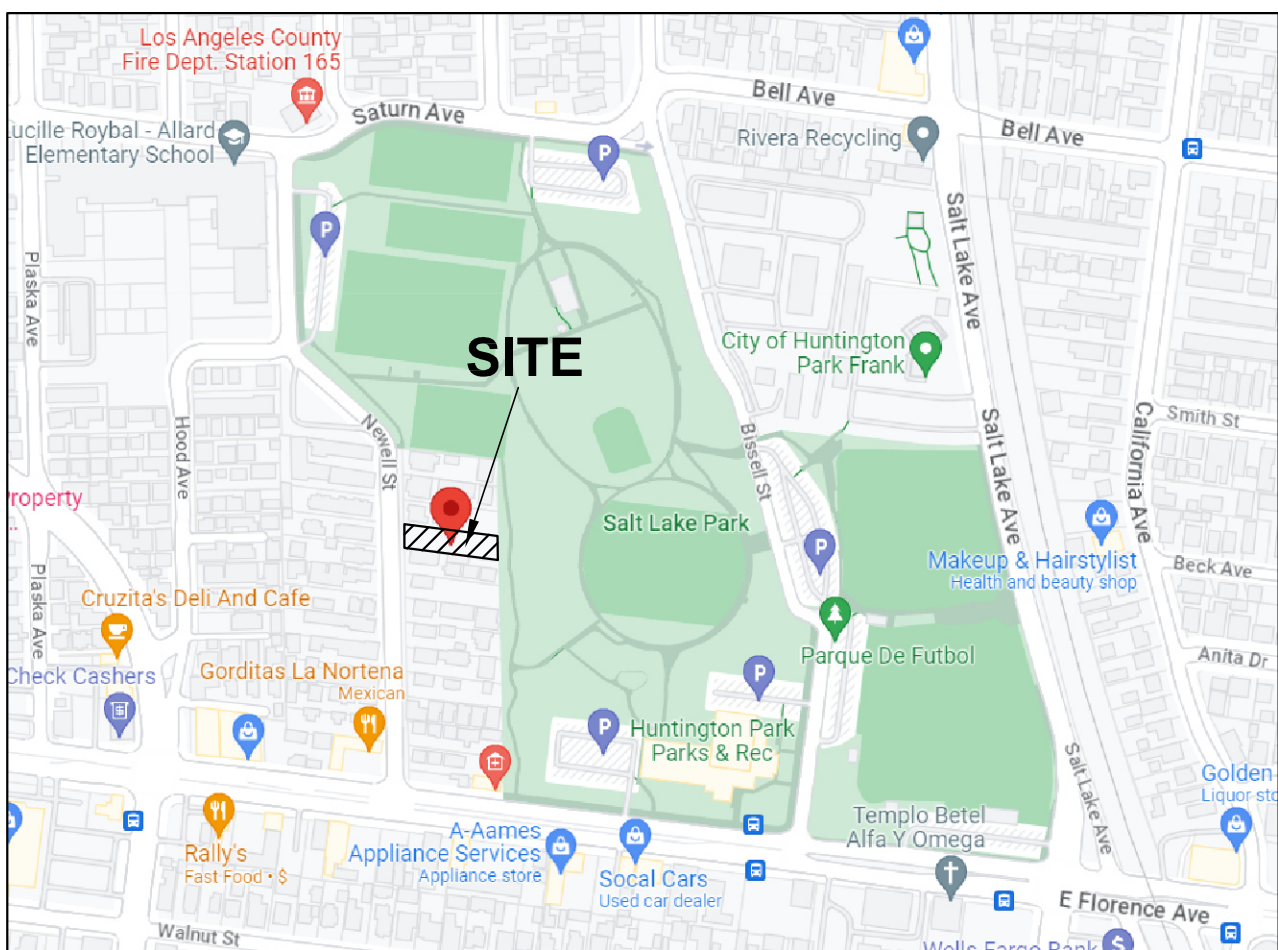 Los Angeles County
Fire Dept. Station 165
Saturn Ave
Bell Ave
Bell Ave
Rivera Recycling
ucille Roybal - Allard
Elementary School
P
P
Salt Lake Ave
Plaska Ave
City of Huntington
Park Frank
SITE
Salt Lake Ave
California Ave
Smith St
Hood Ave
Newell St
Bissell St
roperty
Salt Lake Park
P
Makeup & Hairstylist
Health and beauty shop
Beck Ave
Plaska Ave
Cruzita's Deli And Cafe
Parque De Futbol
Anita Dr
Check Cashers
Gorditas La Nortena
Mexican
P
P
Huntington Park
Parks & Rec
Salt Lake Ave
Golden
Liquor sto
Templo Betel
Alfa Y Omega
A-Aames
Appliance Services
Appliance store
Rally's
Fast Food • $
Socal Cars
Used car dealer
E Florence Ave
Walnut St
Wells Fargo Bank
$